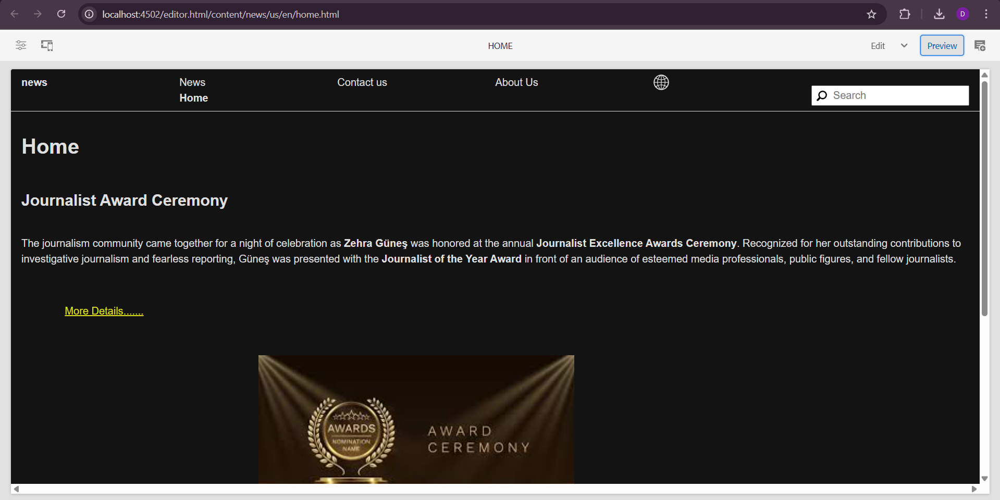 localhost:4502/editor.html/content/news/us/en/home.html
D
HOME
Edit
Preview
news
News
Contact us
About Us
Home
Search
Home
Journalist Award Ceremony
The journalism community came together for a night of celebration as Zehra Güneş was honored at the annual Journalist Excellence Awards Ceremony. Recognized for her outstanding contributions to
investigative journalism and fearless reporting, Güneş was presented with the Journalist of the Year Award in front of an audience of esteemed media professionals, public figures, and fellow journalists.
More Details.......
AWARDS
NOMINATION
NAME
AWARD
CEREMONY